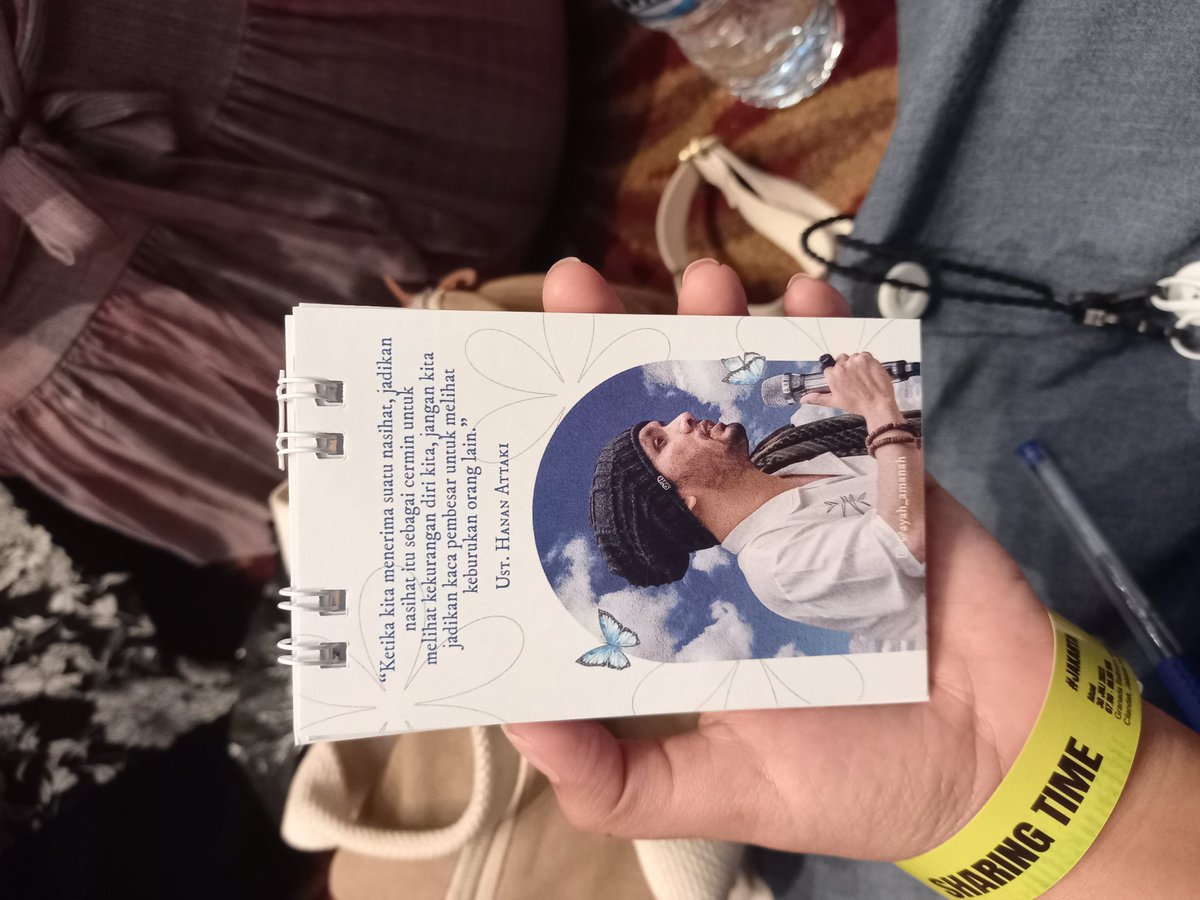 “Ketika kita menerima suatu nasihat, jadikan
nasihat itu sebagai cermin untuk
melihat kekurangan diri kita, jangan kita
jadikan kaca pembesar untuk melihat
keburukan orang lain.”
UST. HANAN ATTAKI
@ayah_amanah
SHARING TIME
#JAKARTA